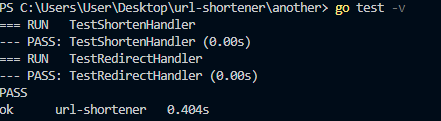 PS C:\Users\User\Desktop\url-shortener\another> go test -v
=== RUN   TestShortenHandler
--- PASS: TestShortenHandler (0.00s)
=== RUN   TestRedirectHandler
--- PASS: TestRedirectHandler (0.00s)
PASS
ok      url-shortener   0.404s